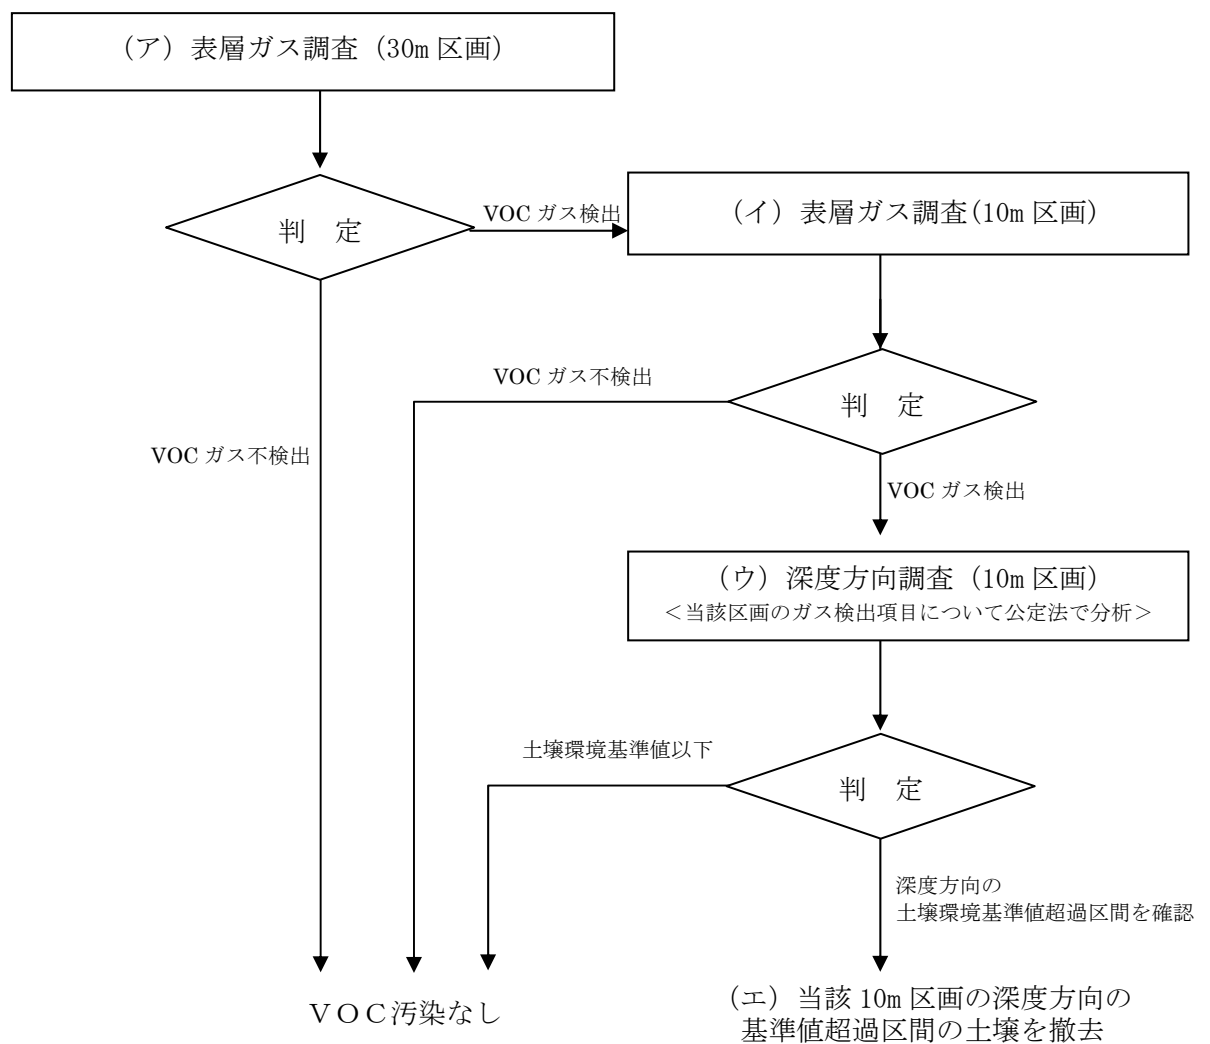 （ア）表層ガス調査（30m 区画）
判　定
VOC ガス検出
（イ）表層ガス調査(10m 区画）
VOC ガス不検出
判　定
VOC ガス不検出
VOC ガス検出
（ウ）深度方向調査（10m 区画）
＜当該区画のガス検出項目について公定法で分析＞
土壌環境基準値以下
判　定
深度方向の
土壌環境基準値超過区間を確認
ＶＯＣ汚染なし
（エ）当該 10m 区画の深度方向の
基準値超過区間の土壌を撤去